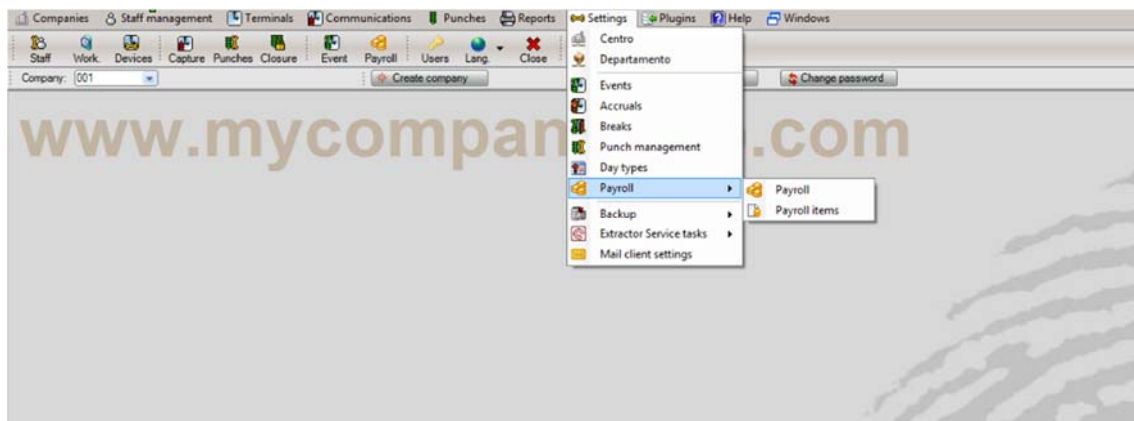 Companies Staff management Terminals Communications Punches Reports Settings Plugins Help Windows
Staff Work. Devices Capture Punches Closure Event Payroll Users Lang. Close
Company: 001 Create company Change password
Centro
Departamento
Events
Accruals
Breaks
www.mycompan .com
Punch management
Day types
Payroll Payroll
Payroll items
Backup
Extractor Service tasks
Mail client settings